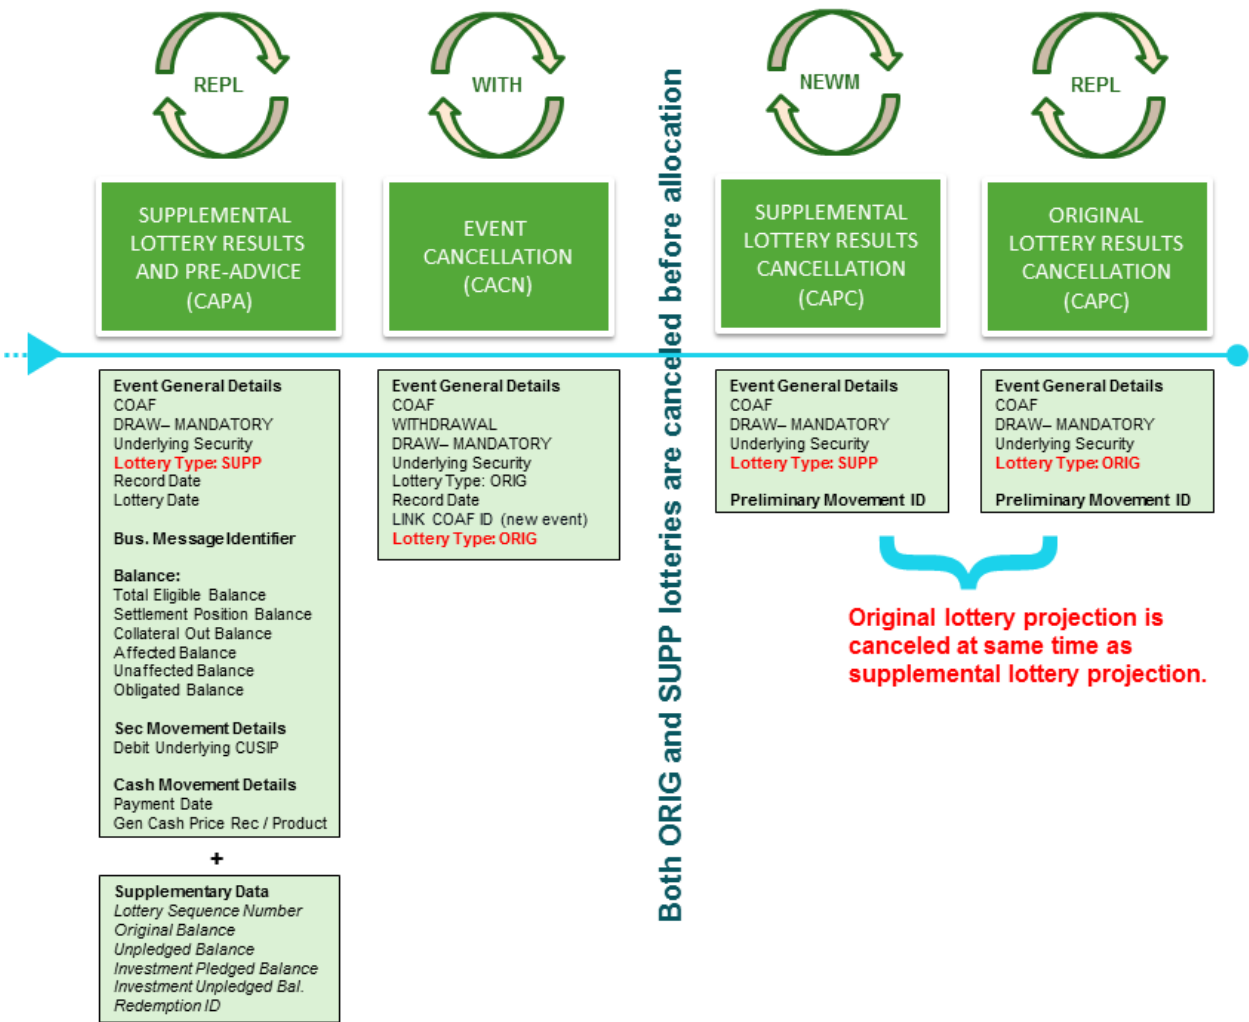 REPL
SUPPLEMENTAL
LOTTERY RESULTS
AND PRE-ADVICE
(CAPA)
Event General Details
COAF
DRAW– MANDATORY
Underlying Security
Lottery Type: SUPP
Record Date
Lottery Date
Bus. Message Identifier
Balance:
Total Eligible Balance
Settlement Position Balance
Collateral Out Balance
Affected Balance
Unaffected Balance
Obligated Balance
Sec Movement Details
Debit Underlying CUSIP
Cash Movement Details
Payment Date
Gen Cash Price Rec / Product
+
Supplementary Data
Lottery Sequence Number
Original Balance
Unpledged Balance
Investment Pledged Balance
Investment Unpledged Bal.
Redemption ID
WITH
EVENT
CANCELLATION
(CACN)
Event General Details
COAF
WITHDRAWAL
DRAW– MANDATORY
Underlying Security
Lottery Type: ORIG
Record Date
LINK COAF ID (new event)
Lottery Type: ORIG
Both ORIG and SUPP lotteries are canceled before allocation
NEWM
SUPPLEMENTAL
LOTTERY RESULTS
CANCELLATION
(CAPC)
Event General Details
COAF
DRAW– MANDATORY
Underlying Security
Lottery Type: SUPP
Preliminary Movement ID
REPL
ORIGINAL
LOTTERY RESULTS
CANCELLATION
(CAPC)
Event General Details
COAF
DRAW– MANDATORY
Underlying Security
Lottery Type: ORIG
Preliminary Movement ID
Original lottery projection is
canceled at same time as
supplemental lottery projection.